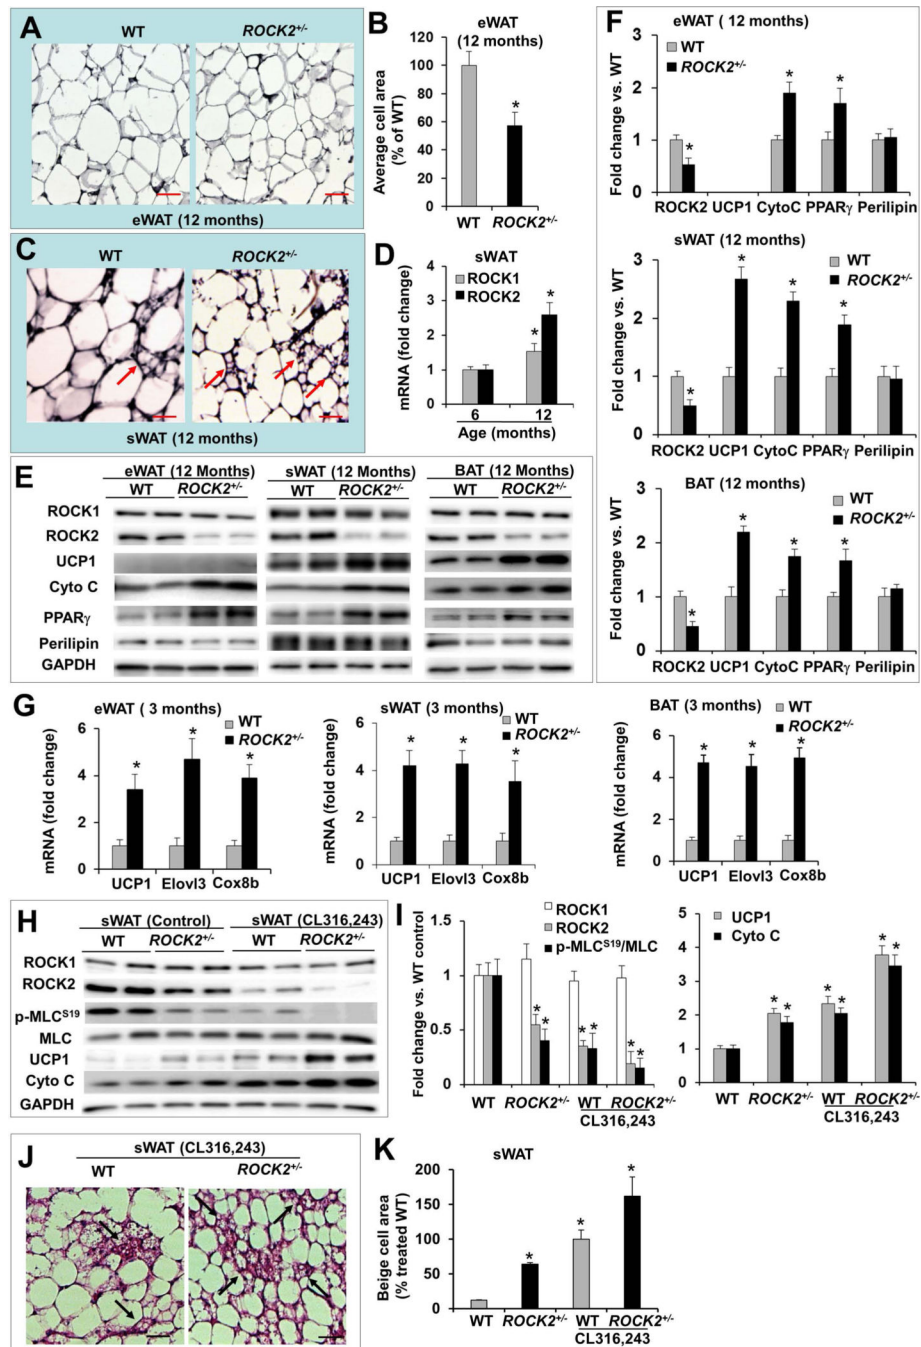 A
WT
ROCK2+/-
eWAT (12 months)
B
eWAT
(12 months)
Average cell area
(% of WT)
120
100
80
60
40
20
0
*
WT
ROCK2+/-
C
WT
ROCK2+/-
sWAT (12 months)
D
sWAT
ROCK1
ROCK2
mRNA (fold change)
4
2
0
*
*
6
12
Age (months)
E
eWAT (12 Months)
sWAT (12 Months)
BAT (12 Months)
WT
ROCK2+/-
WT
ROCK2+/-
WT
ROCK2+/-
ROCK1
ROCK2
UCP1
Cyto C
PPARγ
Perilipin
GAPDH
F
eWAT ( 12 months)
WT
ROCK2+/-
Fold change vs. WT
3
2
1
0
*
*
*
ROCK2 UCP1 CytoC PPARγ Perilipin
sWAT (12 months)
WT
ROCK2+/-
Fold change vs. WT
3
2
1
0
*
*
*
*
ROCK2 UCP1 CytoC PPARγ Perilipin
BAT (12 months)
WT
ROCK2+/-
Fold change vs. WT
3
2
1
0
*
*
*
*
ROCK2 UCP1 CytoC PPARγ Perilipin
G
eWAT ( 3 months)
WT
ROCK2+/-
mRNA (fold change)
6
4
2
0
*
*
*
UCP1 Elovl3 Cox8b
sWAT (3 months)
WT
ROCK2+/-
mRNA (fold change)
6
4
2
0
*
*
*
UCP1 Elovl3 Cox8b
BAT (3 months)
WT
ROCK2+/-
mRNA (fold change)
6
4
2
0
*
*
*
UCP1 Elovl3 Cox8b
H
sWAT (Control)
sWAT (CL316,243)
WT
ROCK2+/-
WT
ROCK2+/-
ROCK1
ROCK2
p-MLCS19
MLC
UCP1
Cyto C
GAPDH
I
ROCK1
ROCK2
p-MLCS19/MLC
Fold change vs. WT control
1.5
1
0.5
0
*
*
*
*
*
*
WT ROCK2+/- WT ROCK2+/-
CL316,243
UCP1
Cyto C
5
4
3
2
1
0
*
*
*
*
*
*
WT ROCK2+/- WT ROCK2+/-
CL316,243
J
sWAT (CL316,243)
WT
ROCK2+/-
K
sWAT
Beige cell area
(% treated WT)
200
150
100
50
0
*
*
*
WT ROCK2+/- WT ROCK2+/-
CL316,243